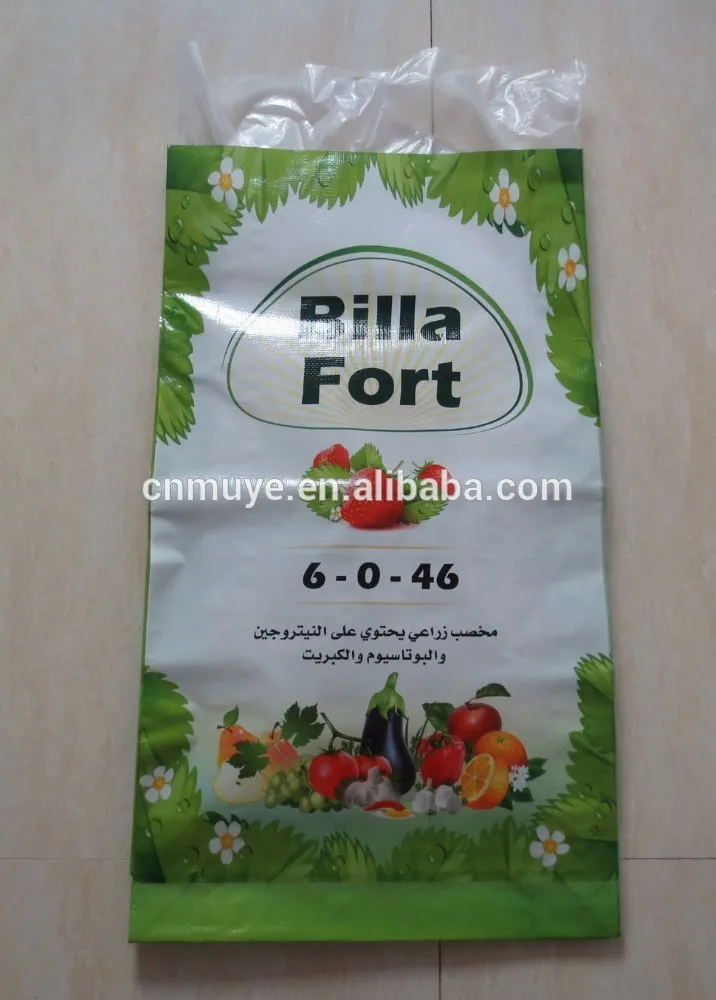 Billa
Fort
cnmuye.en.alibaba.com
6 - 0 - 46
مخصب زراعي يحتوي على النيتروجين
والبوتاسيوم والكبريت